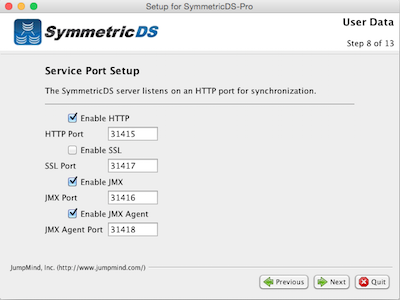 Setup for SymmetricDS-Pro
SymmetricDS
User Data
Step 8 of 13
Service Port Setup
The SymmetricDS server listens on an HTTP port for synchronization.
Enable HTTP
HTTP Port 31415
Enable SSL
SSL Port 31417
Enable JMX
JMX Port 31416
Enable JMX Agent
JMX Agent Port 31418
JumpMind, Inc. (http://www.jumpmind.com/)
Previous Next Quit